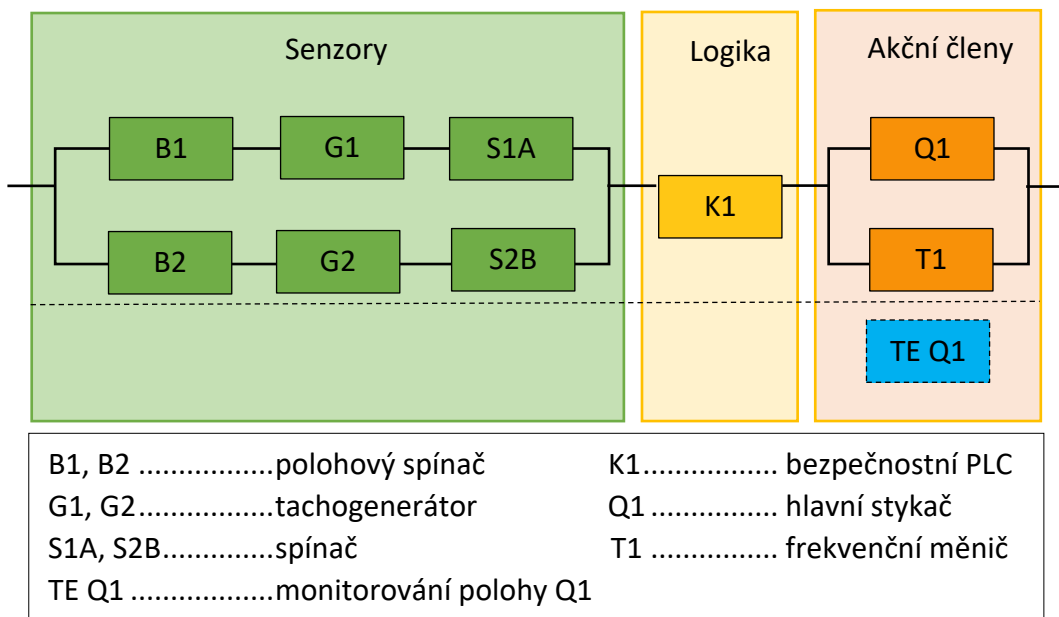 Senzory
Logika
Akční členy
B1
G1
S1A
Q1
K1
B2
G2
S2B
T1
TE Q1
B1, B2 ....................polohový spínač
G1, G2....................tachogenerátor
S1A, S2B................spínač
TE Q1 .....................monitorování polohy Q1
K1................ bezpečnostní PLC
Q1 ............... hlavní stykač
T1 ............... frekvenční měnič